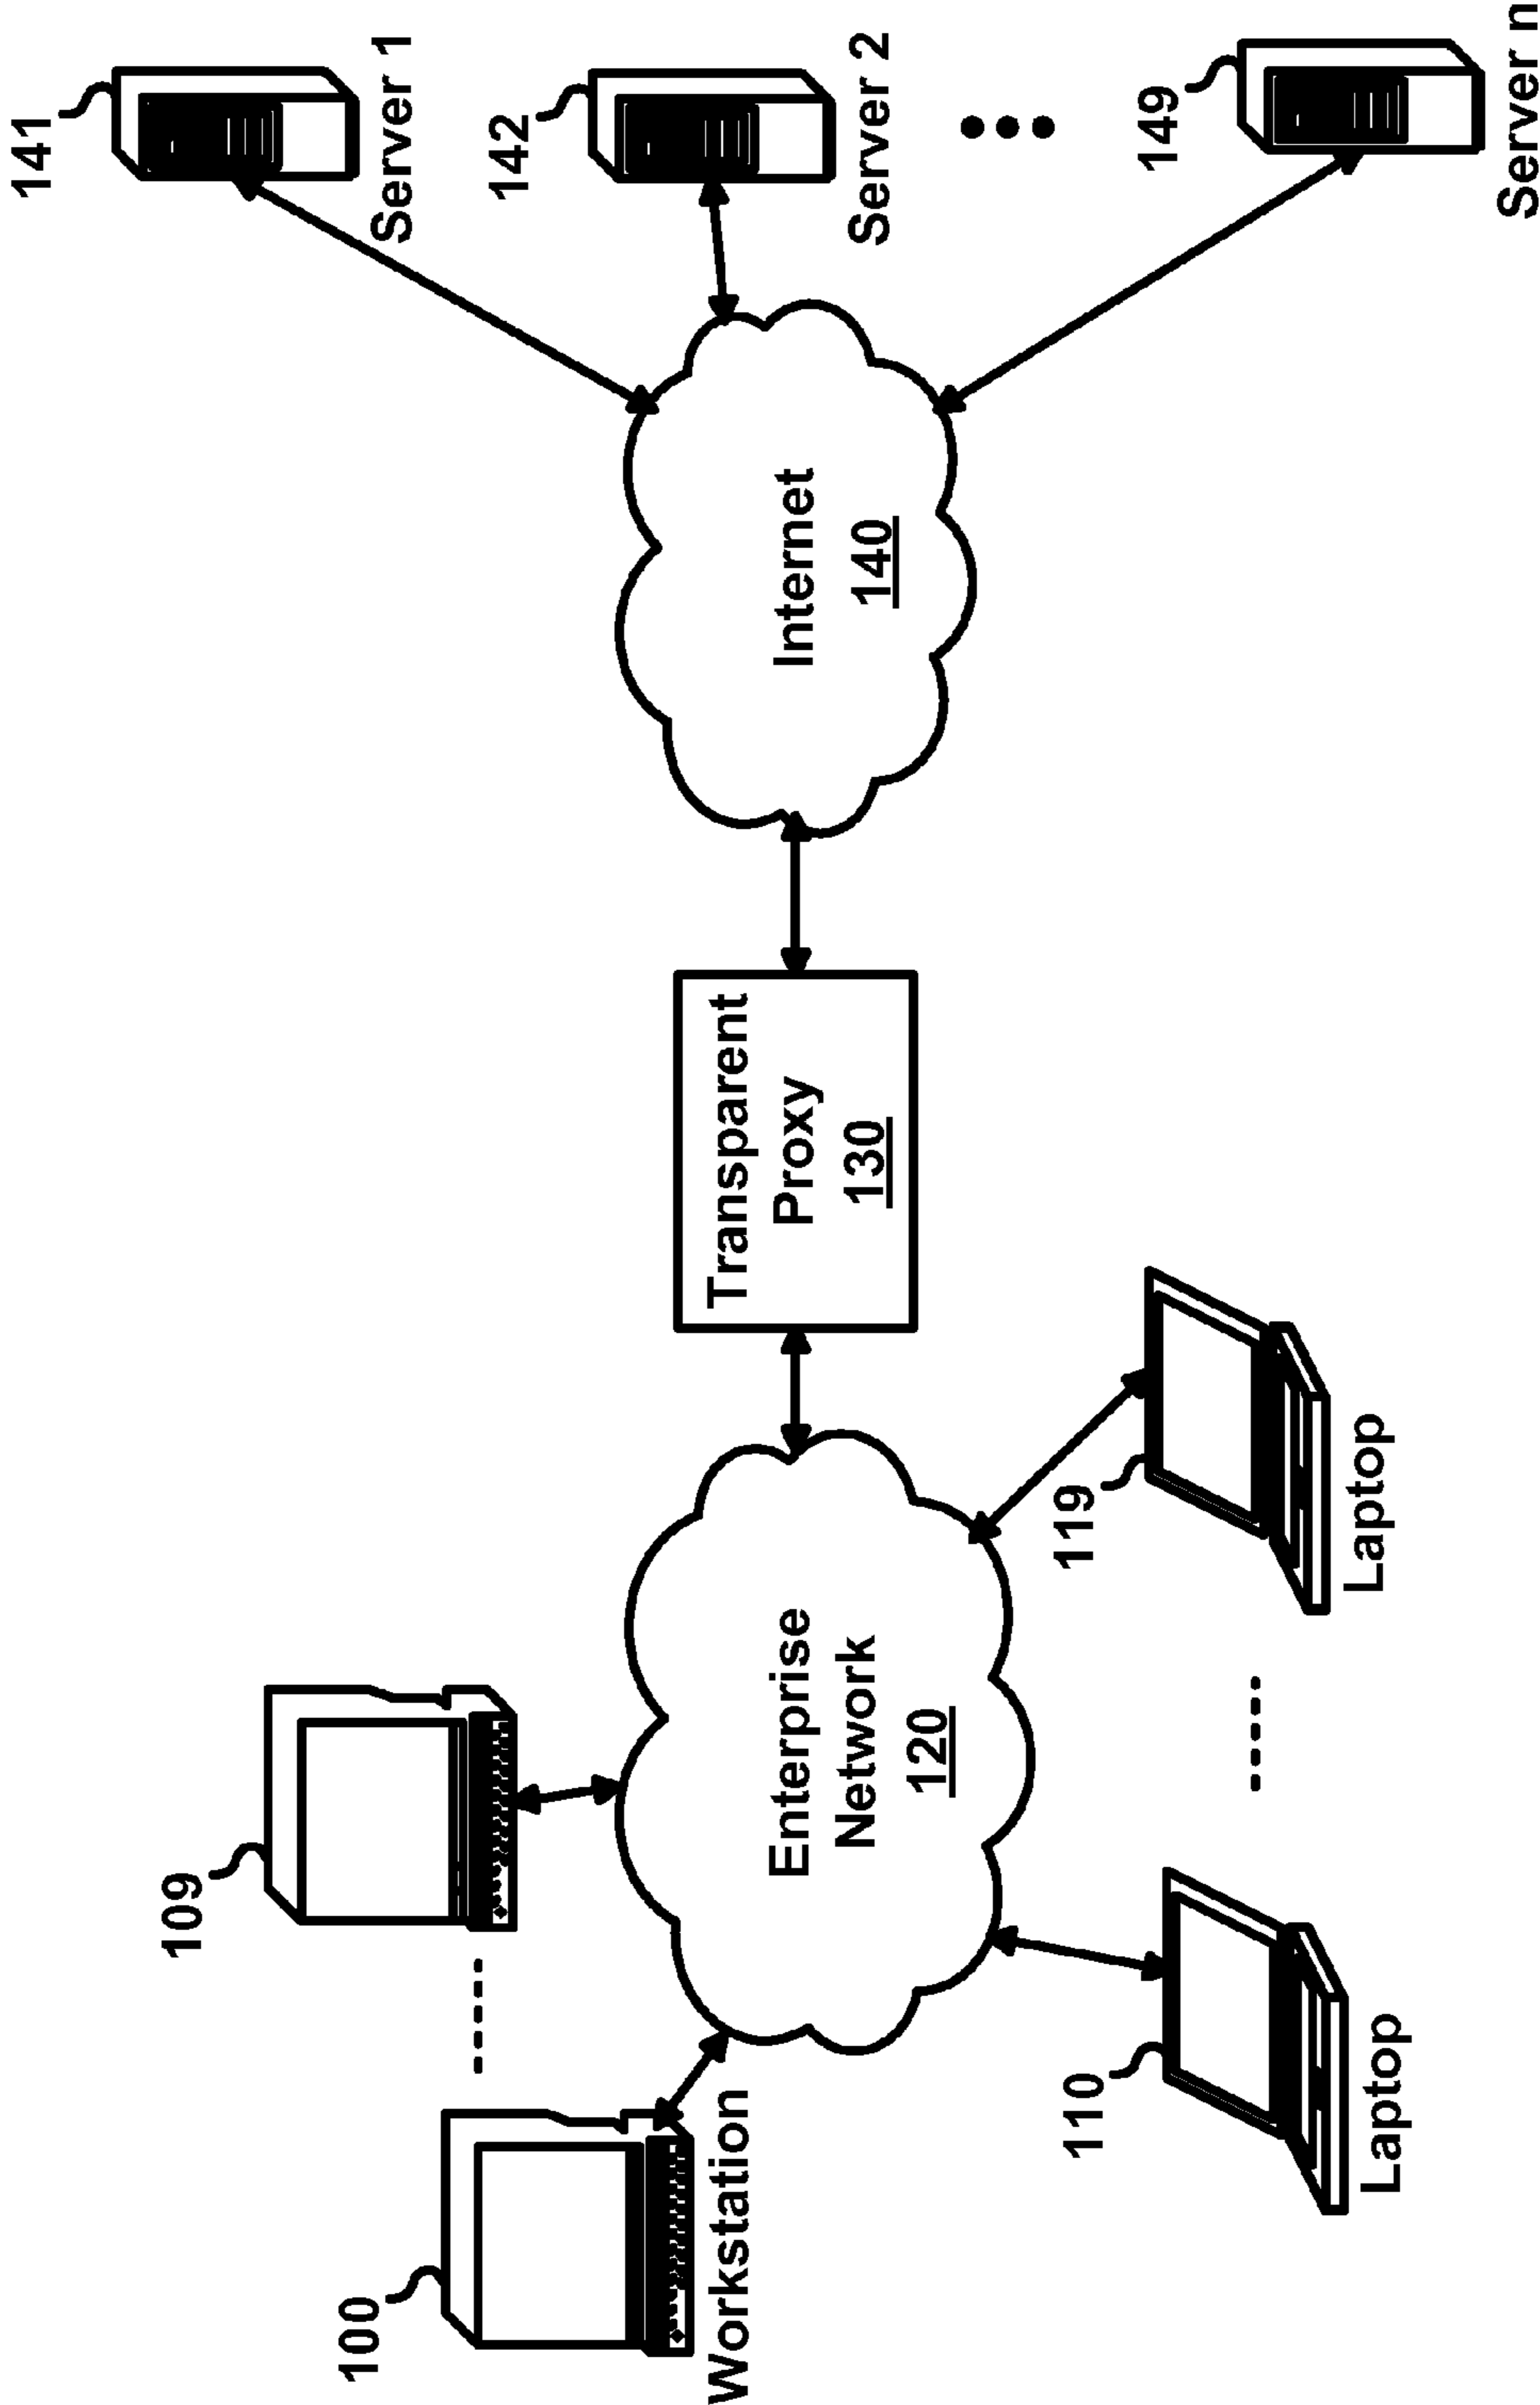 100
Workstation
109
110
Laptop
119
Laptop
Enterprise
Network
120
Transparent
Proxy
130
Internet
140
141
Server 1
142
Server 2
149
Server n